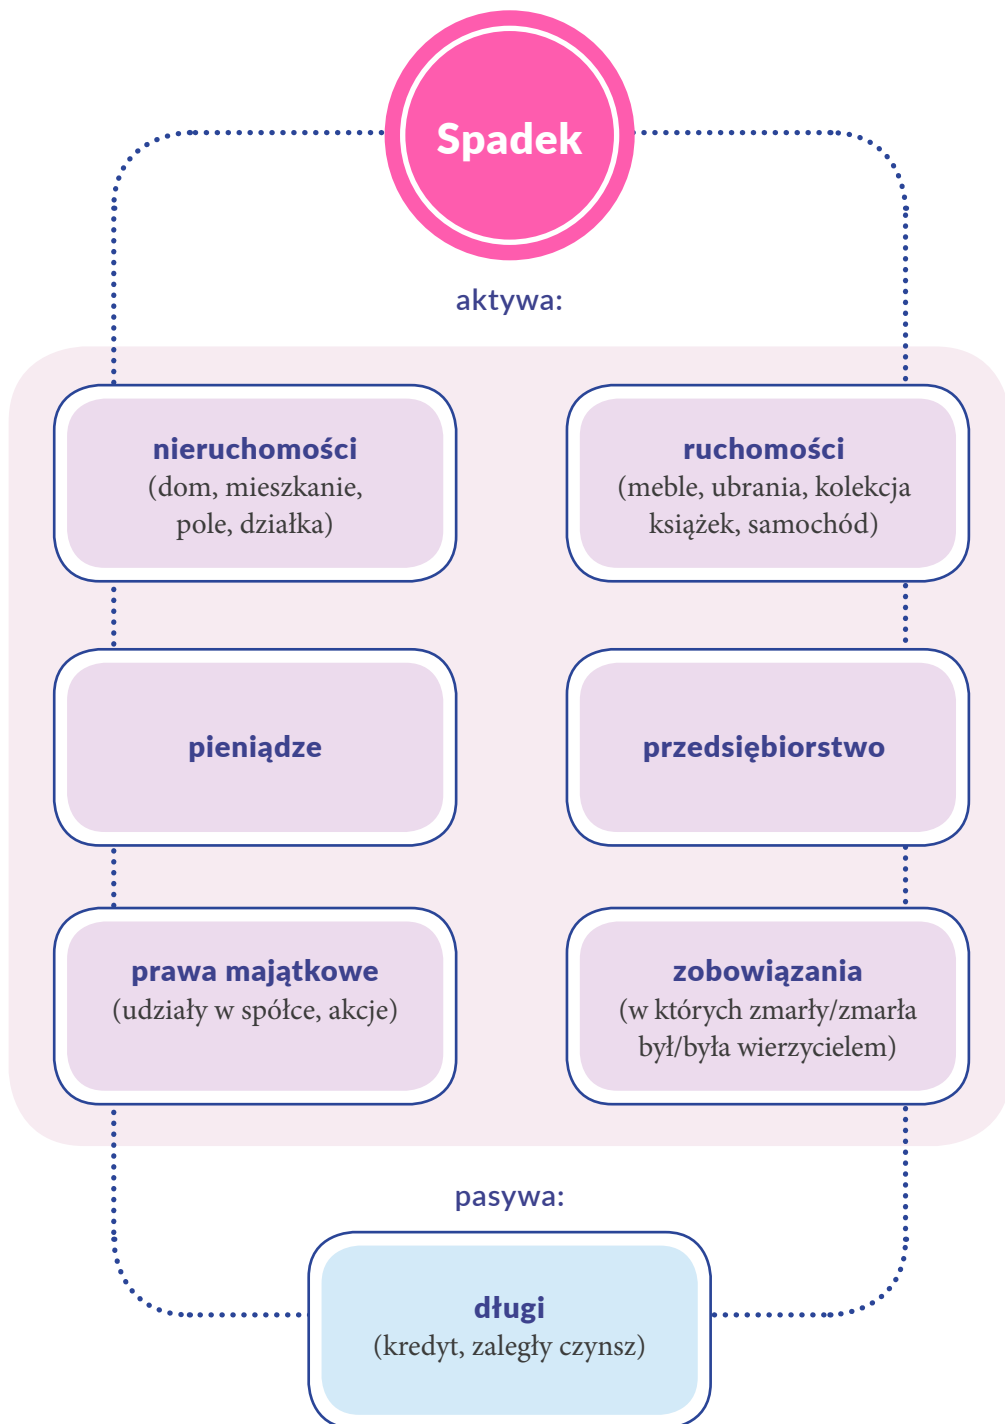 Spadek
aktywa:
nieruchomości
(dom, mieszkanie,
pole, działka)
ruchomości
(meble, ubrania, kolekcja
książek, samochód)
pieniądze
przedsiębiorstwo
prawa majątkowe
(udziały w spółce, akcje)
zobowiązania
(w których zmarły/zmarła
był/była wierzycielem)
pasywa:
długi
(kredyt, zaległy czynsz)